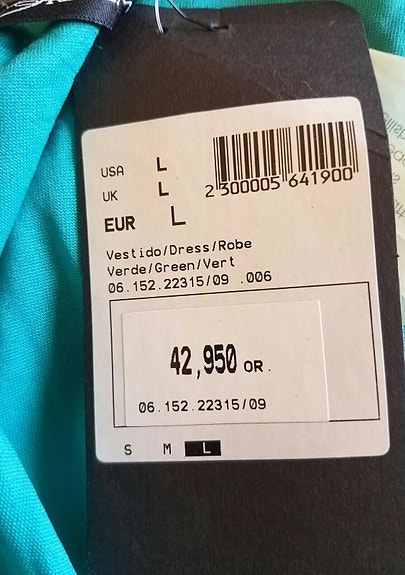 USA L
UK L
EUR L
2 300005 641900
Vestido/Dress/Robe
Verde/Green/Vert
06.152.22315/09 .006
42,950 OR.
06.152.22315/09
S M L